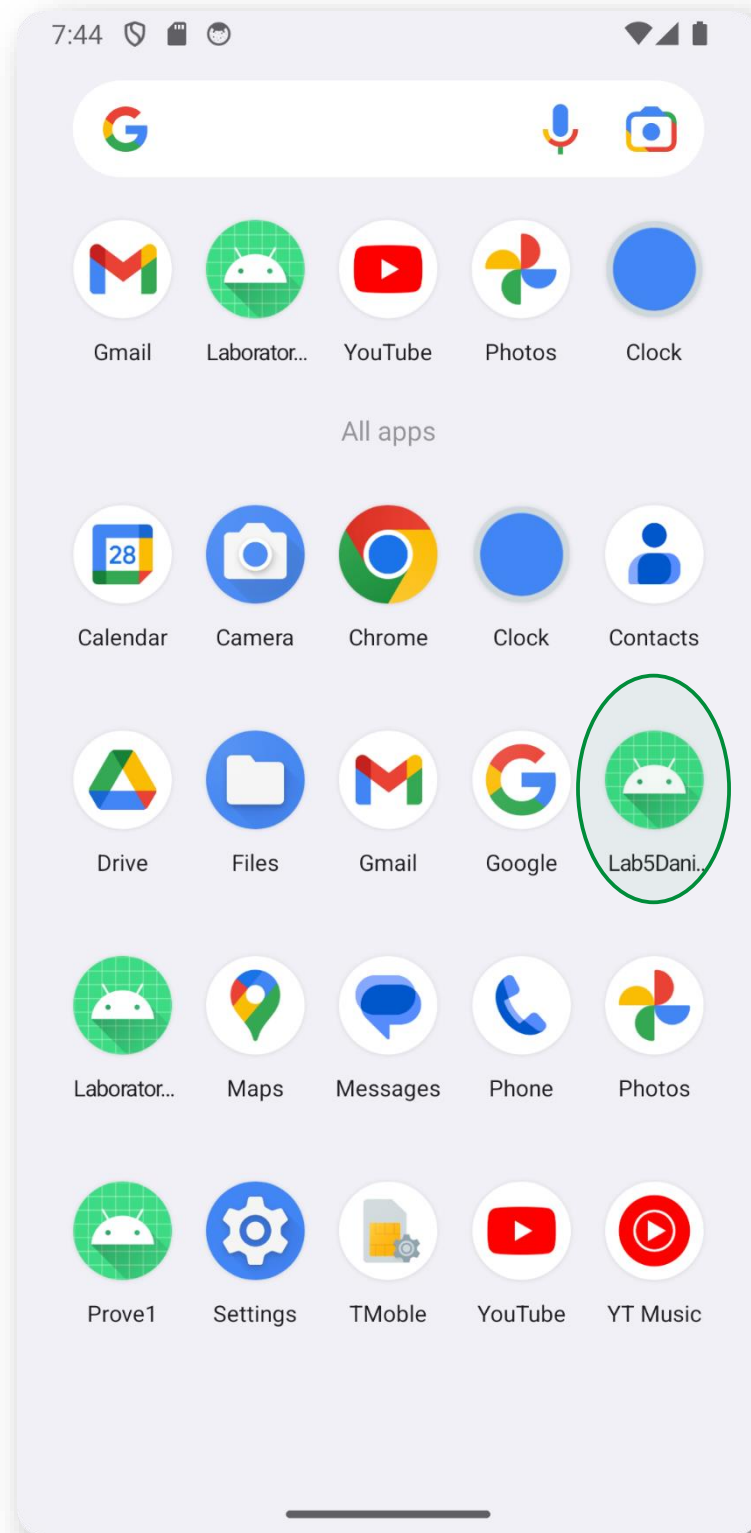 7:44
Gmail Laborator... YouTube Photos Clock
All apps
28
Calendar Camera Chrome Clock Contacts
Drive Files Gmail Google Lab5Dani..
Laborator... Maps Messages Phone Photos
Prove1 Settings TMoble YouTube YT Music